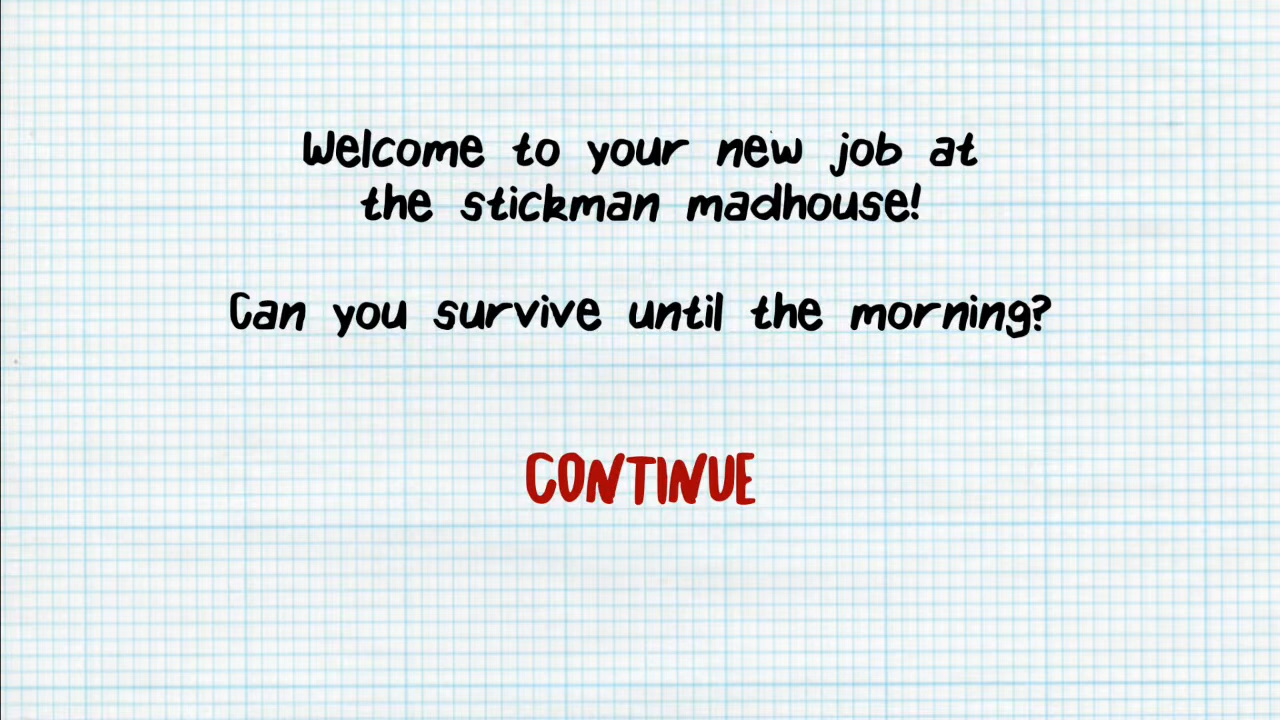 Welcome to your new job at
the stickman madhouse!
Can you survive until the morning?
CONTINUE